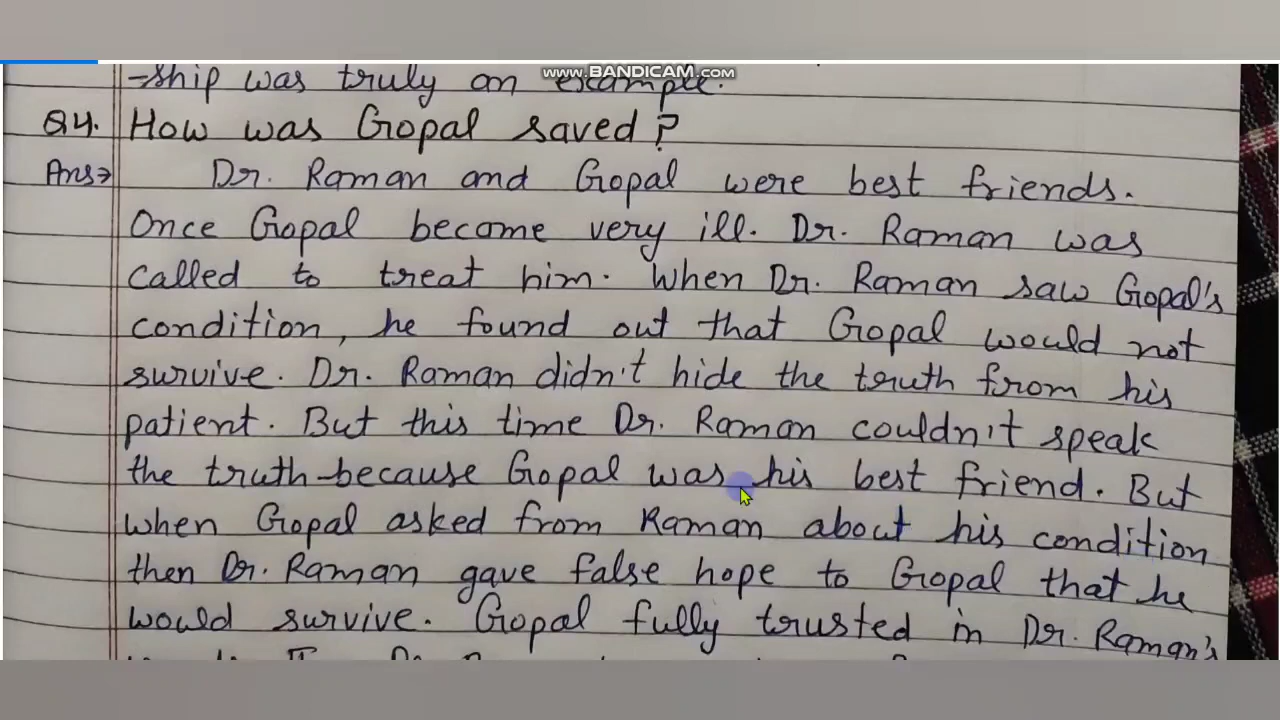 www.BANDICAM.com
-ship was truly an example.
Q4. How was Gopal saved?
Ans→ Dr. Raman and Gopal were best friends.
Once Gopal become very ill. Dr. Raman was
called to treat him. When Dr. Raman saw Gopal's
condition, he found out that Gopal would not
survive. Dr. Raman didn't hide the truth from his
patient. But this time Dr. Raman couldn't speak
the truth because Gopal was his best friend. But
when Gopal asked from Raman about his condition
then Dr. Raman gave false hope to Gopal that he
would survive. Gopal fully trusted in Dr. Raman's